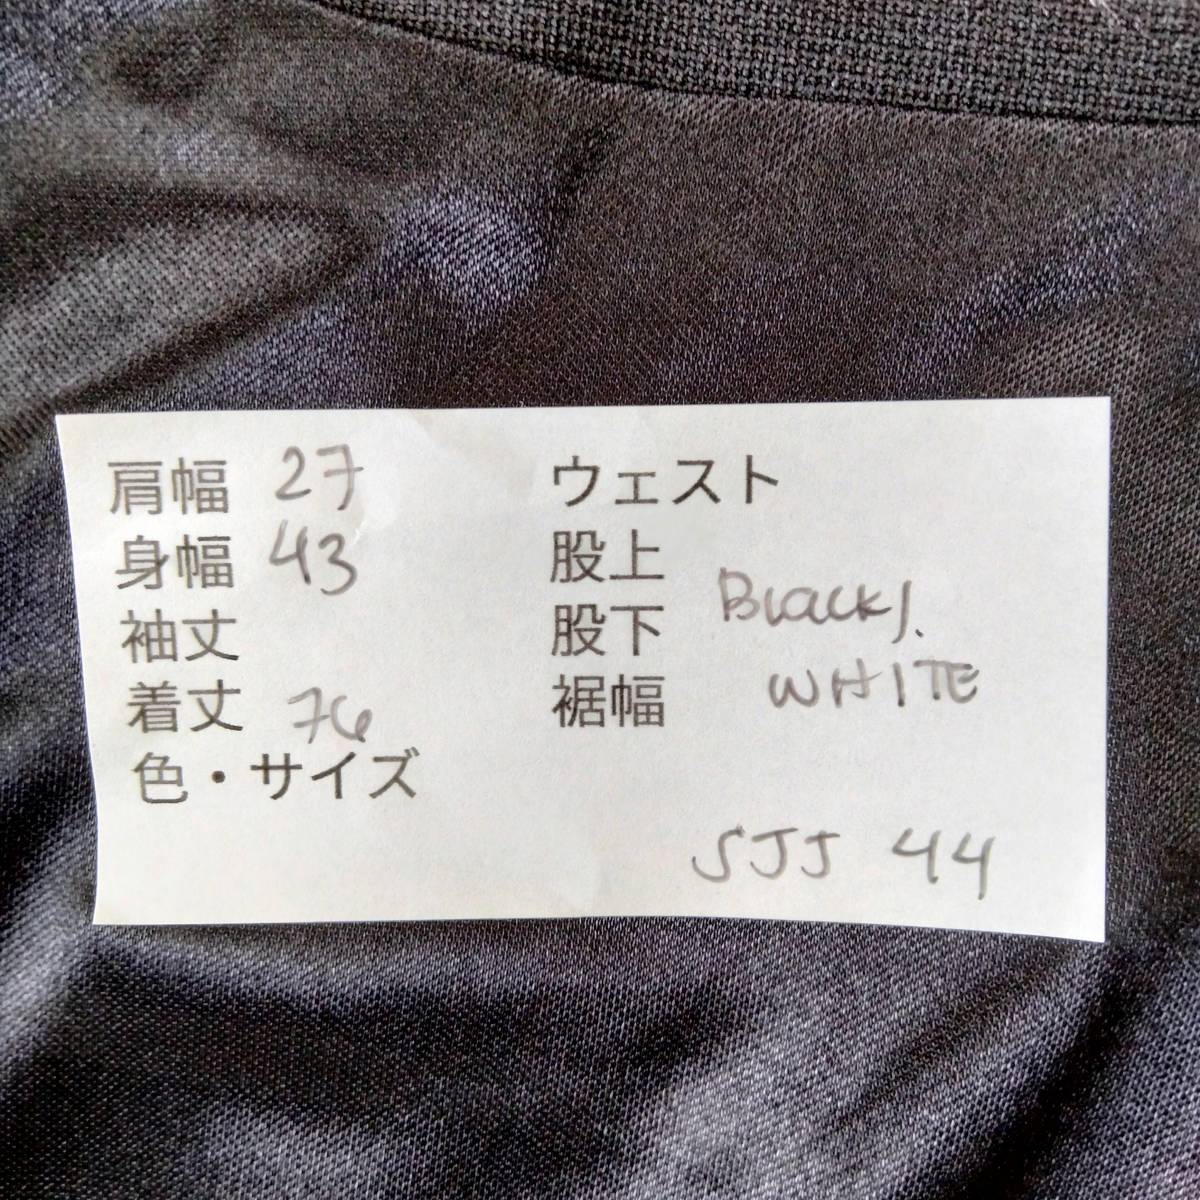 肩幅 27
身幅 43
袖丈
着丈 76
色・サイズ
ウェスト
股上
股下 Black/.
裾幅 WHITE
SJJ 44